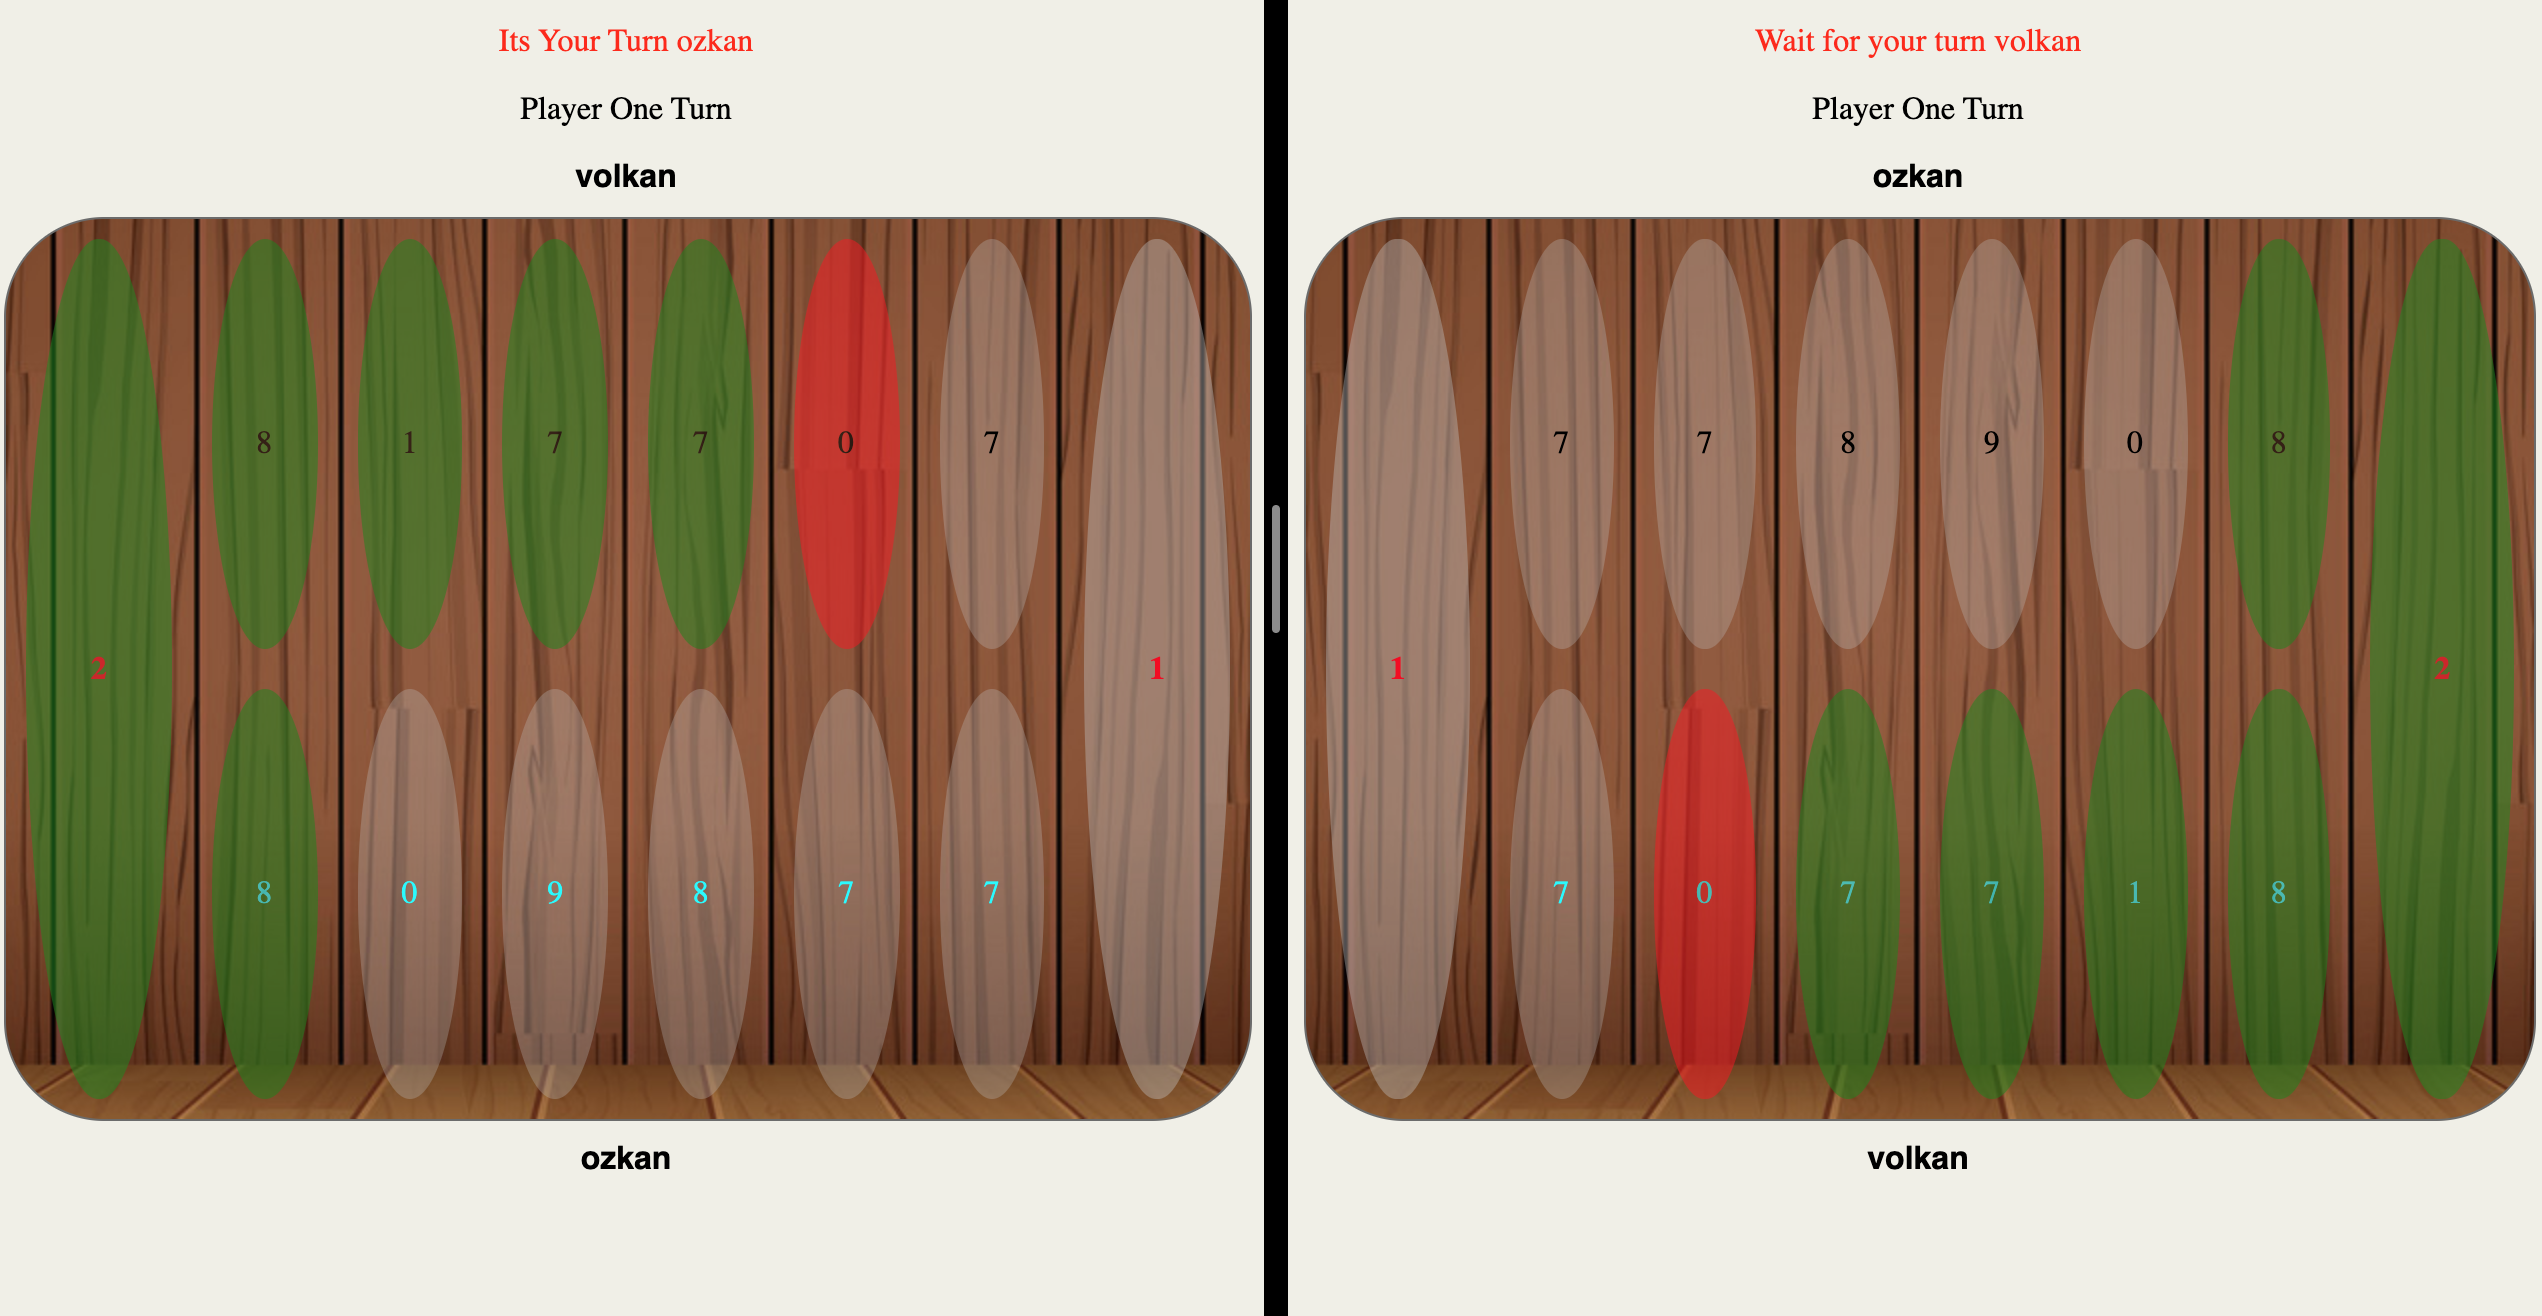 Its Your Turn ozkan
Player One Turn
volkan
8 1 7 7 0 7
2 1
8 0 9 8 7 7
ozkan
Wait for your turn volkan
Player One Turn
ozkan
7 7 8 9 0 8
1 2
7 0 7 7 1 8
volkan